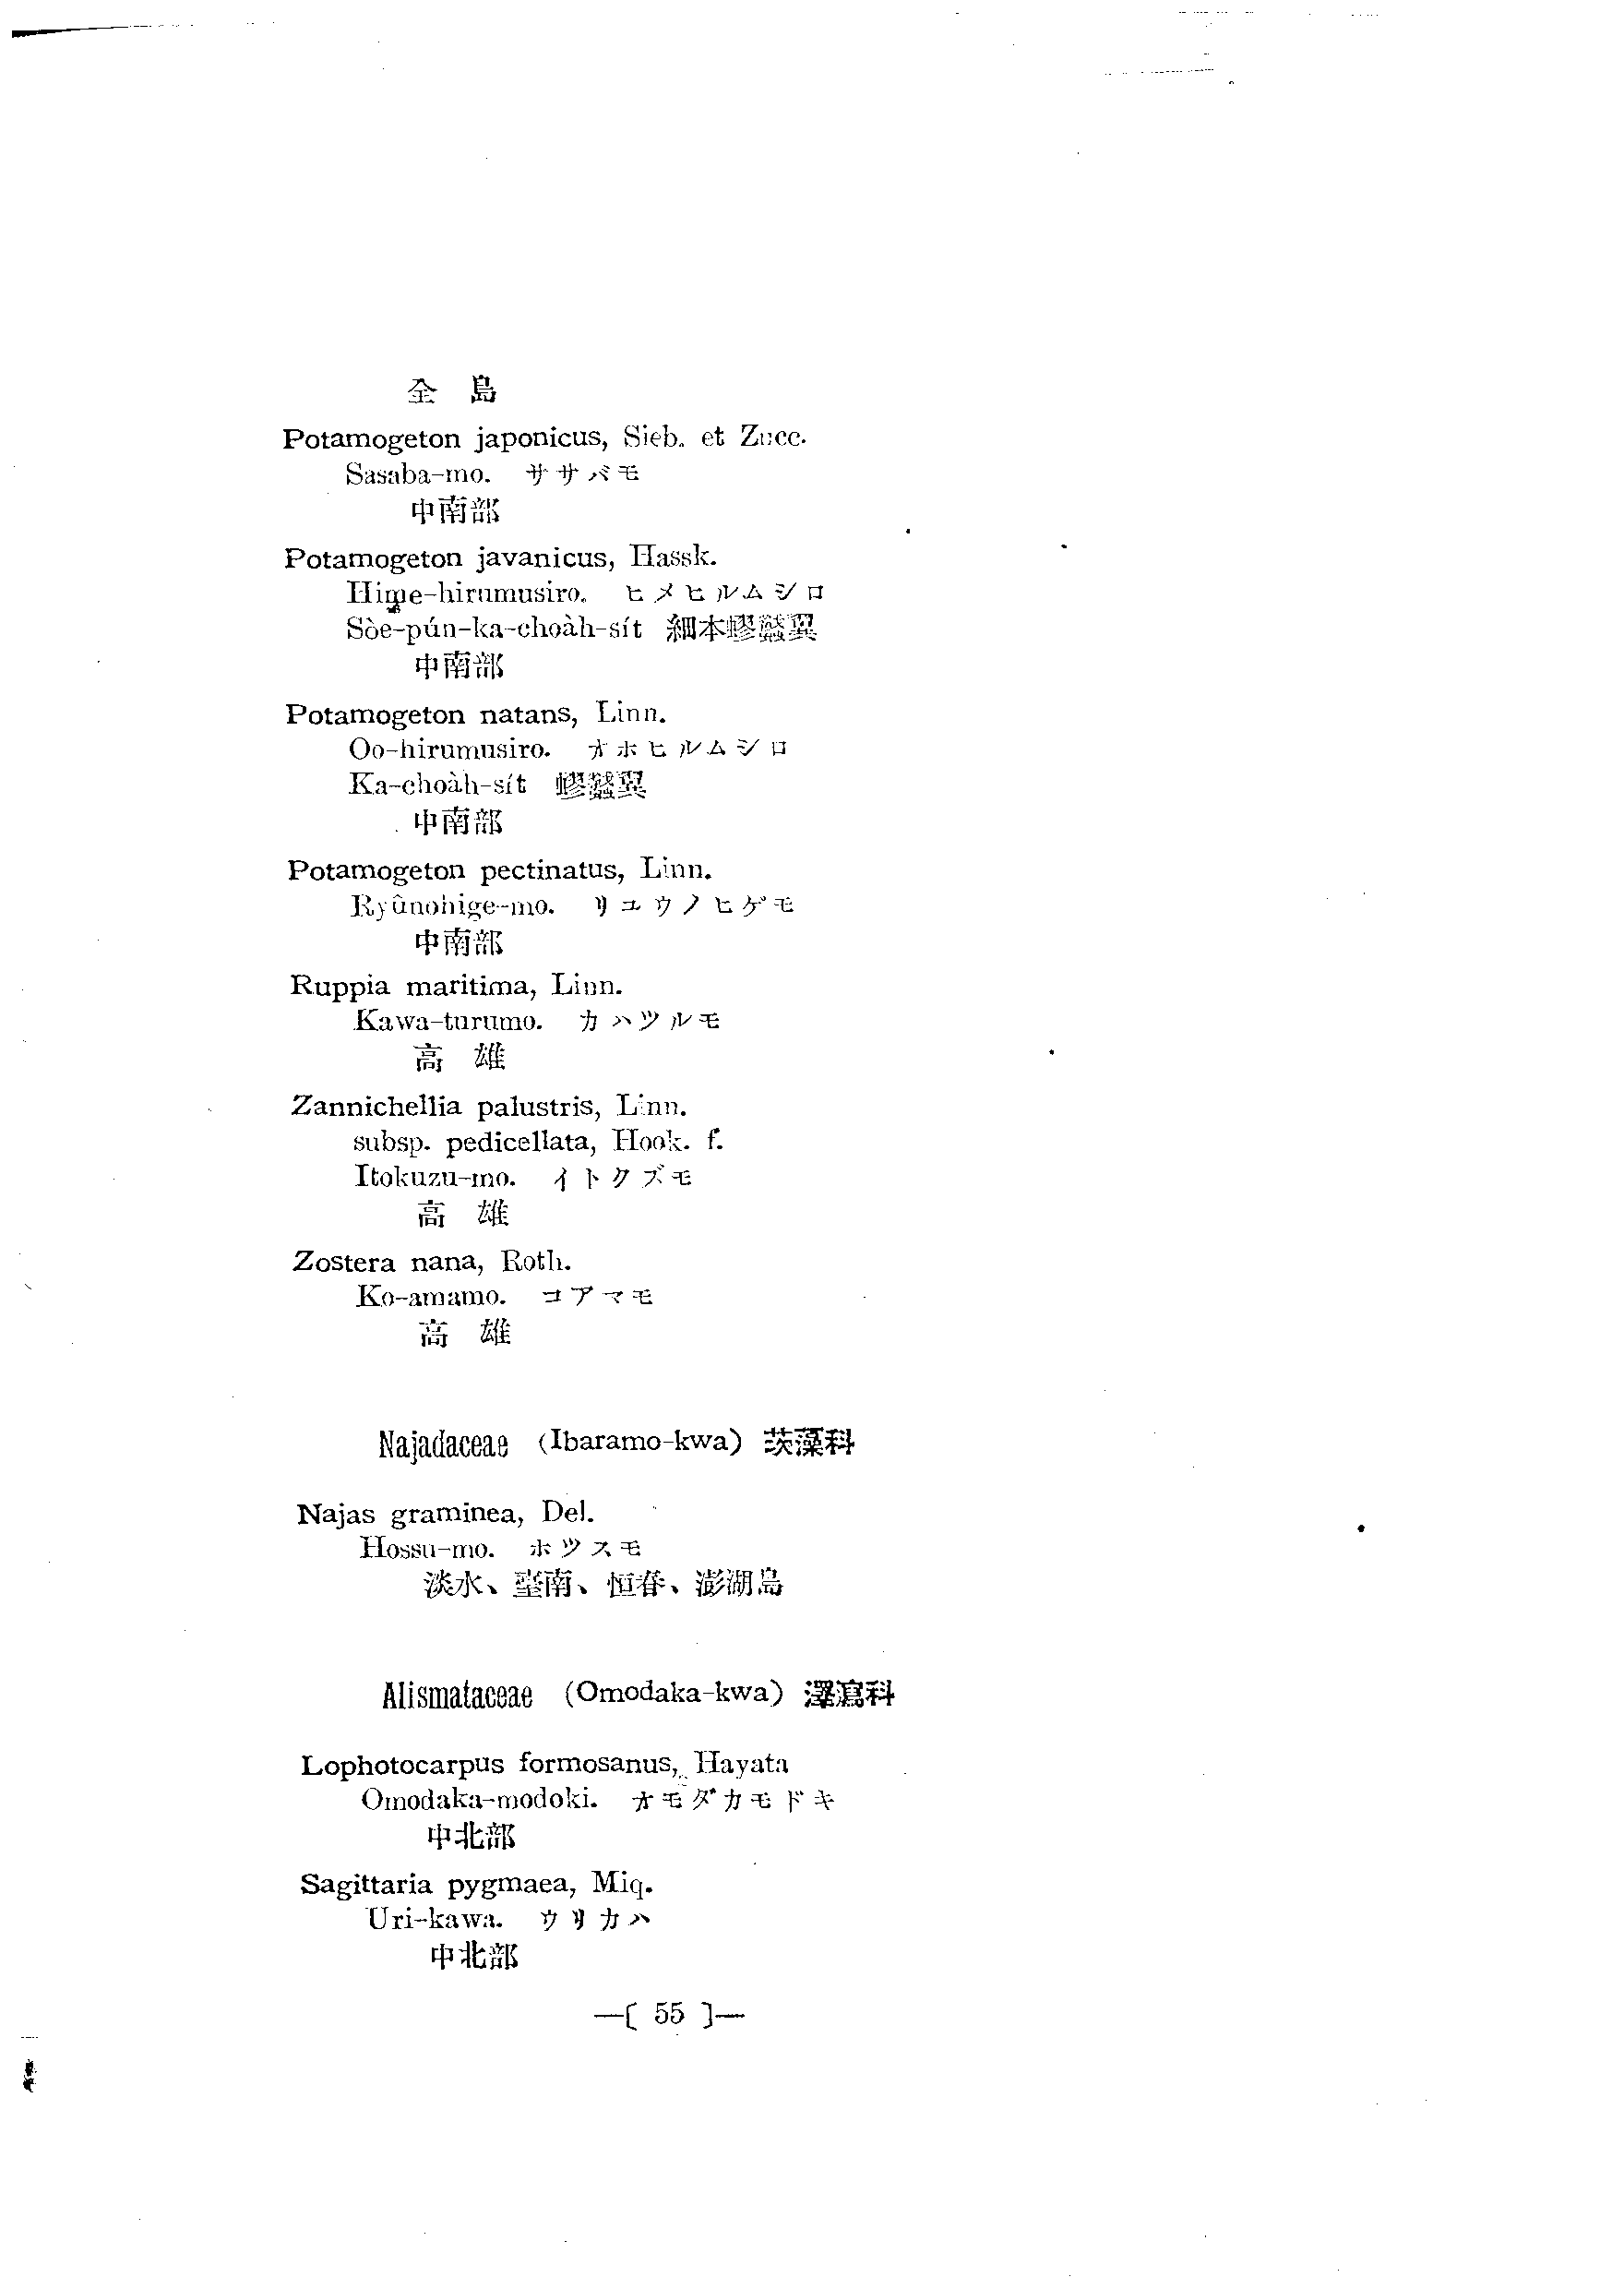 全 島
Potamogeton japonicus, Sieb. et Zucc.
Sasaba-mo. ササバモ
中南部
Potamogeton javanicus, Hassk.
Hime-hirumusiro. ヒメヒルムシロ
Sòe-pún-ka-choàh-sít 細本蟉蠽翼
中南部
Potamogeton natans, Linn.
Oo-hirumusiro. オホヒルムシロ
Ka-choàh-sít
中南部
Potamogeton pectinatus, Linn.
Ryûnohige-mo. リユウノヒゲモ
中南部
Ruppia maritima, Linn.
Kawa-turumo. カハツルモ
高 雄
Zannichellia palustris, Linn.
subsp. pedicellata, Hook. f.
Itokuzu-mo. イトクズモ
高 雄
Zostera nana, Roth.
Ko-amamo. コアマモ
高 雄
Najadaceae (Ibaramo-kwa) 茨藻科
Najas graminea, Del.
Hossu-mo. ホツスモ
淡水、臺南、恒春、澎湖島
Alismataceae (Omodaka-kwa) 澤瀉科
Lophotocarpus formosanus, Hayata
Omodaka-modoki. オモダカモドキ
中北部
Sagittaria pygmaea, Miq.
Uri-kawa. ウリカハ
中北部
—[ 55 ]—